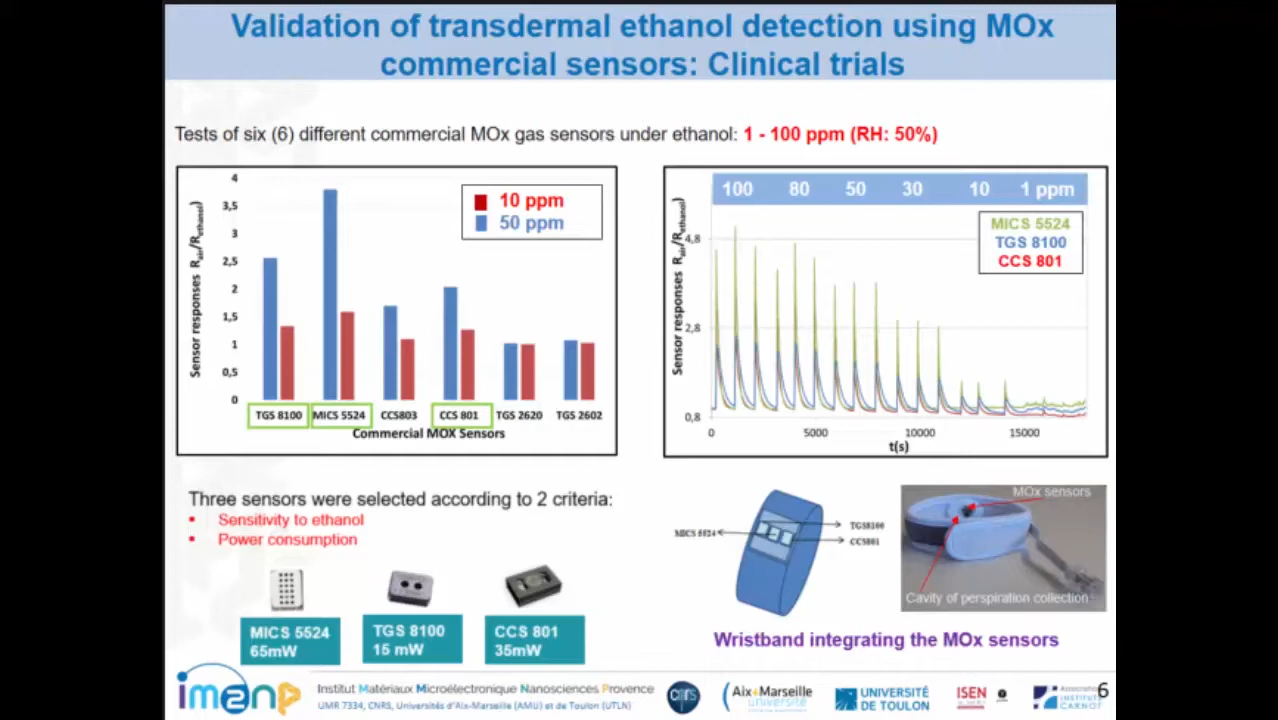 Validation of transdermal ethanol detection using MOx
commercial sensors: Clinical trials
Tests of six (6) different commercial MOx gas sensors under ethanol: 1 - 100 ppm (RH: 50%)
Sensor responses Rair/Rethanol)
4
3,5
3
2,5
2
1,5
1
0,5
0
10 ppm
50 ppm
TGS 8100 MICS 5524 CCS803 CCS 801 TGS 2620 TGS 2602
Commercial MOX Sensors
Sensor responses Rair/Rethanol)
100 80 50 30 10 1 ppm
MICS 5524
TGS 8100
CCS 801
4,8
2,8
0,8
0 5000 10000 15000
t(s)
Three sensors were selected according to 2 criteria:
▪ Sensitivity to ethanol
▪ Power consumption
MICS 5524
65mW
TGS 8100
15 mW
CCS 801
35mW
MICS 5524
TGS8100
CCS801
MOx sensors
Cavity of perspiration collection
Wristband integrating the MOx sensors
im2np
Institut Matériaux Microélectronique Nanosciences Provence
UMR 7334, CNRS, Universités d'Aix-Marseille (AMU) et de Toulon (UTLN)
cnrs
Aix+Marseille
université
UNIVERSITÉ
DE TOULON
ISEN
INSTITUT
CARNOT
6